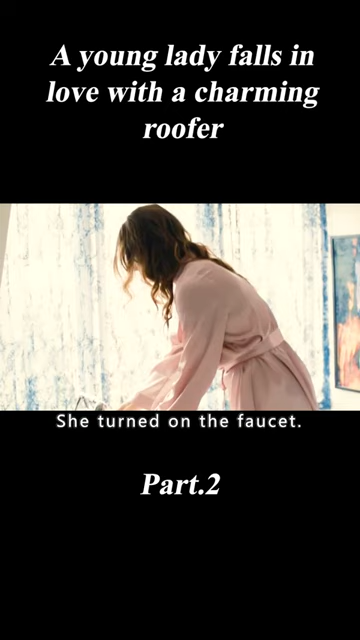 A young lady falls in
love with a charming
roofer
She turned on the faucet.
Part.2